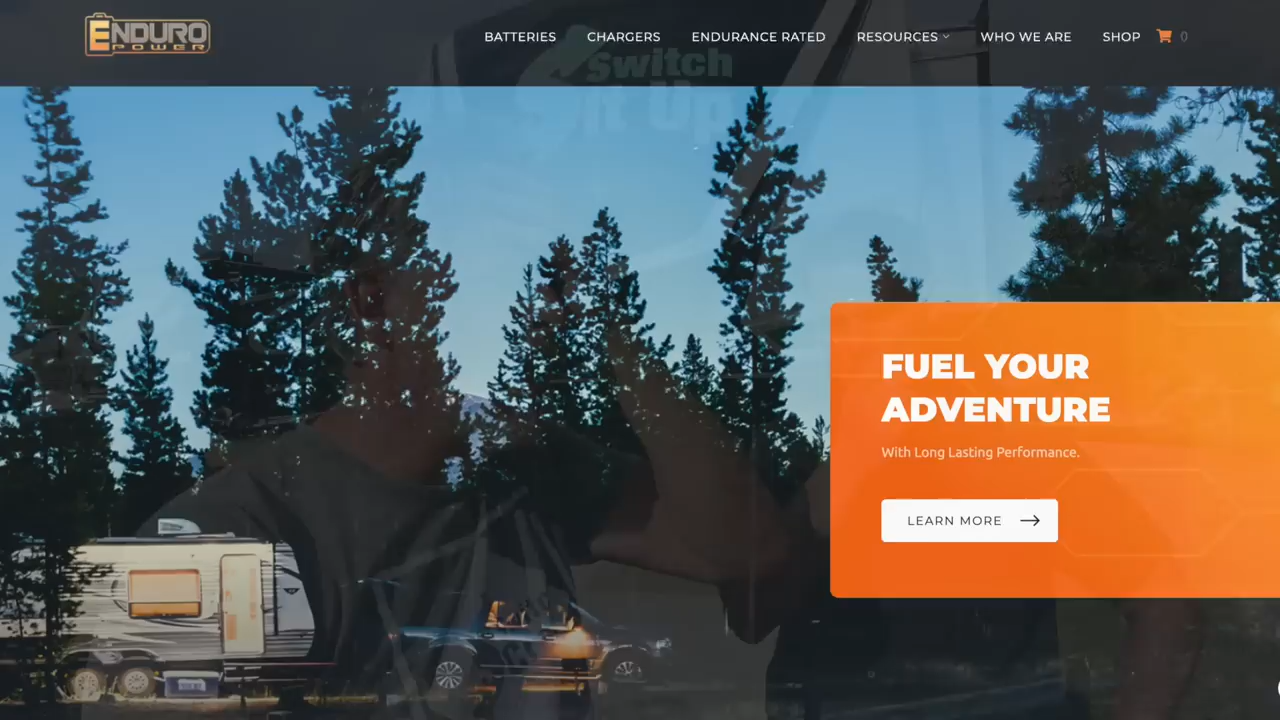 ENDURO
POWER
BATTERIES CHARGERS ENDURANCE RATED RESOURCES WHO WE ARE SHOP 0
Switch
It Up
FUEL YOUR
ADVENTURE
With Long Lasting Performance.
LEARN MORE